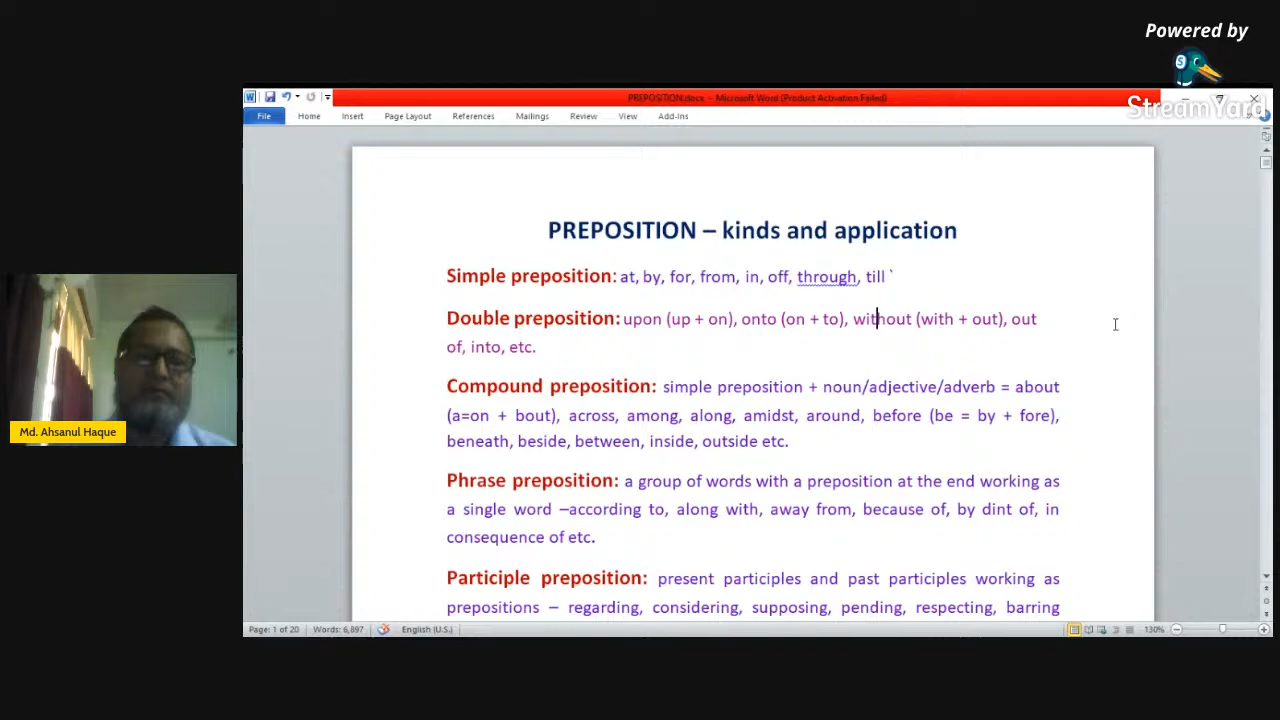 Powered by
StreamYard
PREPOSITION.docx - Microsoft Word (Product Activation Failed)
File Home Insert Page Layout References Mailings Review View Add-Ins
PREPOSITION – kinds and application
Simple preposition: at, by, for, from, in, off, through, till `
Double preposition: upon (up + on), onto (on + to), without (with + out), out
of, into, etc.
Compound preposition: simple preposition + noun/adjective/adverb = about
(a=on + bout), across, among, along, amidst, around, before (be = by + fore),
beneath, beside, between, inside, outside etc.
Phrase preposition: a group of words with a preposition at the end working as
a single word –according to, along with, away from, because of, by dint of, in
consequence of etc.
Participle preposition: present participles and past participles working as
prepositions – regarding, considering, supposing, pending, respecting, barring
Md. Ahsanul Haque
Page: 1 of 20 Words: 6,897 English (U.S.) 130%